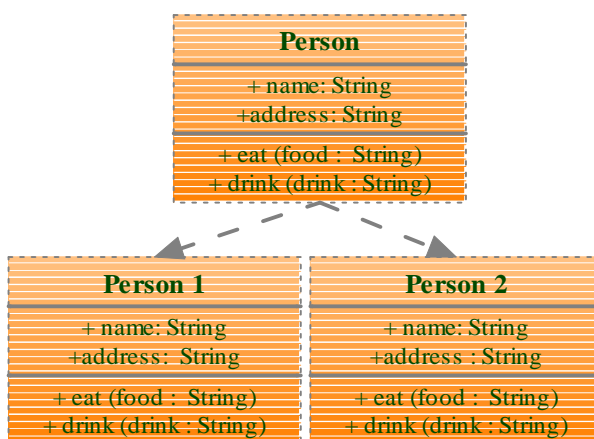 Person
+ name: String
+address: String
+ eat (food : String)
+ drink (drink : String)
Person 1
+ name: String
+address: String
+ eat (food : String)
+ drink (drink : String)
Person 2
+ name: String
+address : String
+ eat (food : String)
+ drink (drink : String)